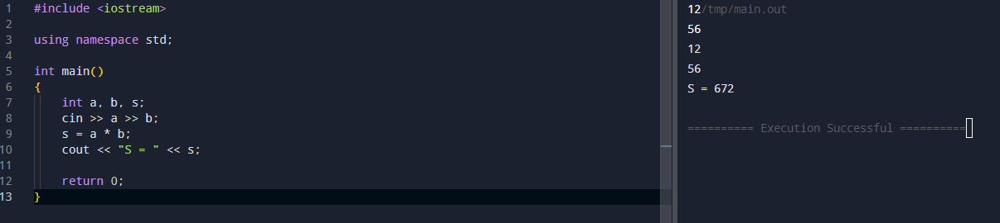 1 #include <iostream>
2
3 using namespace std;
4
5 int main()
6 {
7     int a, b, s;
8     cin >> a >> b;
9     s = a * b;
10     cout << "S = " << s;
11
12     return 0;
13 }
12/tmp/main.out
56
12
56
S = 672
========== Execution Successful ==========